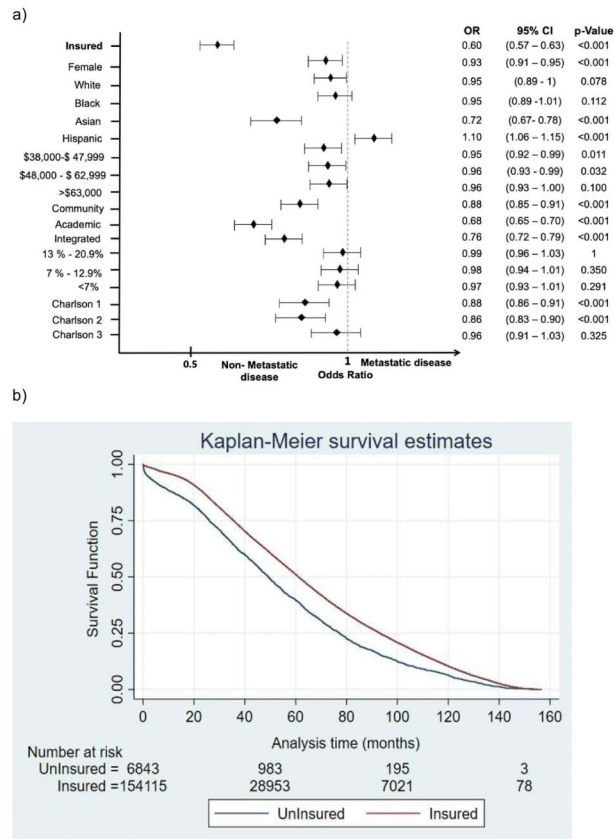 a)
OR 95% CI p-Value
Insured 0.60 (0.57 – 0.63) <0.001
Female 0.93 (0.91 – 0.95) <0.001
White 0.95 (0.89 - 1) 0.078
Black 0.95 (0.89 -1.01) 0.112
Asian 0.72 (0.67- 0.78) <0.001
Hispanic 1.10 (1.06 – 1.15) <0.001
$38,000-$ 47,999 0.95 (0.92 – 0.99) 0.011
$48,000 - $ 62,999 0.96 (0.93 - 0.99) 0.032
>$63,000 0.96 (0.93 – 1.00) 0.100
Community 0.88 (0.85 – 0.91) <0.001
Academic 0.68 (0.65 – 0.70) <0.001
Integrated 0.76 (0.72 – 0.79) <0.001
13 % - 20.9% 0.99 (0.96 – 1.03) 1
7 % - 12.9% 0.98 (0.94 – 1.01) 0.350
<7% 0.97 (0.93 – 1.01) 0.291
Charlson 1 0.88 (0.86 – 0.91) <0.001
Charlson 2 0.86 (0.83 – 0.90) <0.001
Charlson 3 0.96 (0.91 – 1.03) 0.325
0.5 1
Non- Metastatic disease
Metastatic disease
Odds Ratio
b)
Kaplan-Meier survival estimates
Survival Function
1.00
0.75
0.50
0.25
0.00
0 20 40 60 80 100 120 140 160
Analysis time (months)
Number at risk
UnInsured = 6843 983 195 3
Insured =154115 28953 7021 78
UnInsured Insured